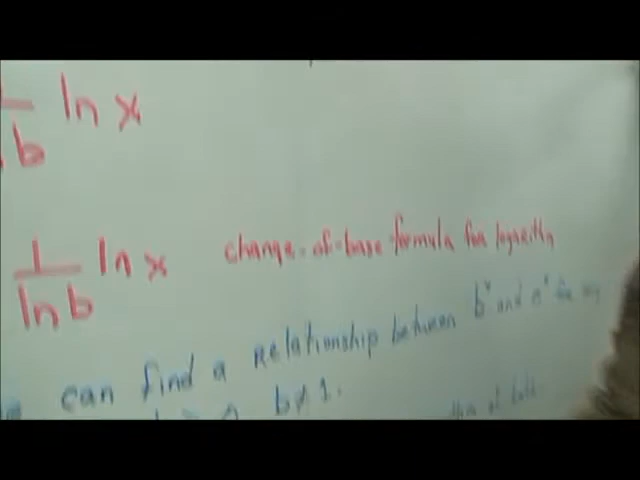 ln x
b
1/ln b ln x change-of-base formula for logarithm
can find a relationship between b^x and e^x for any
b≠1.